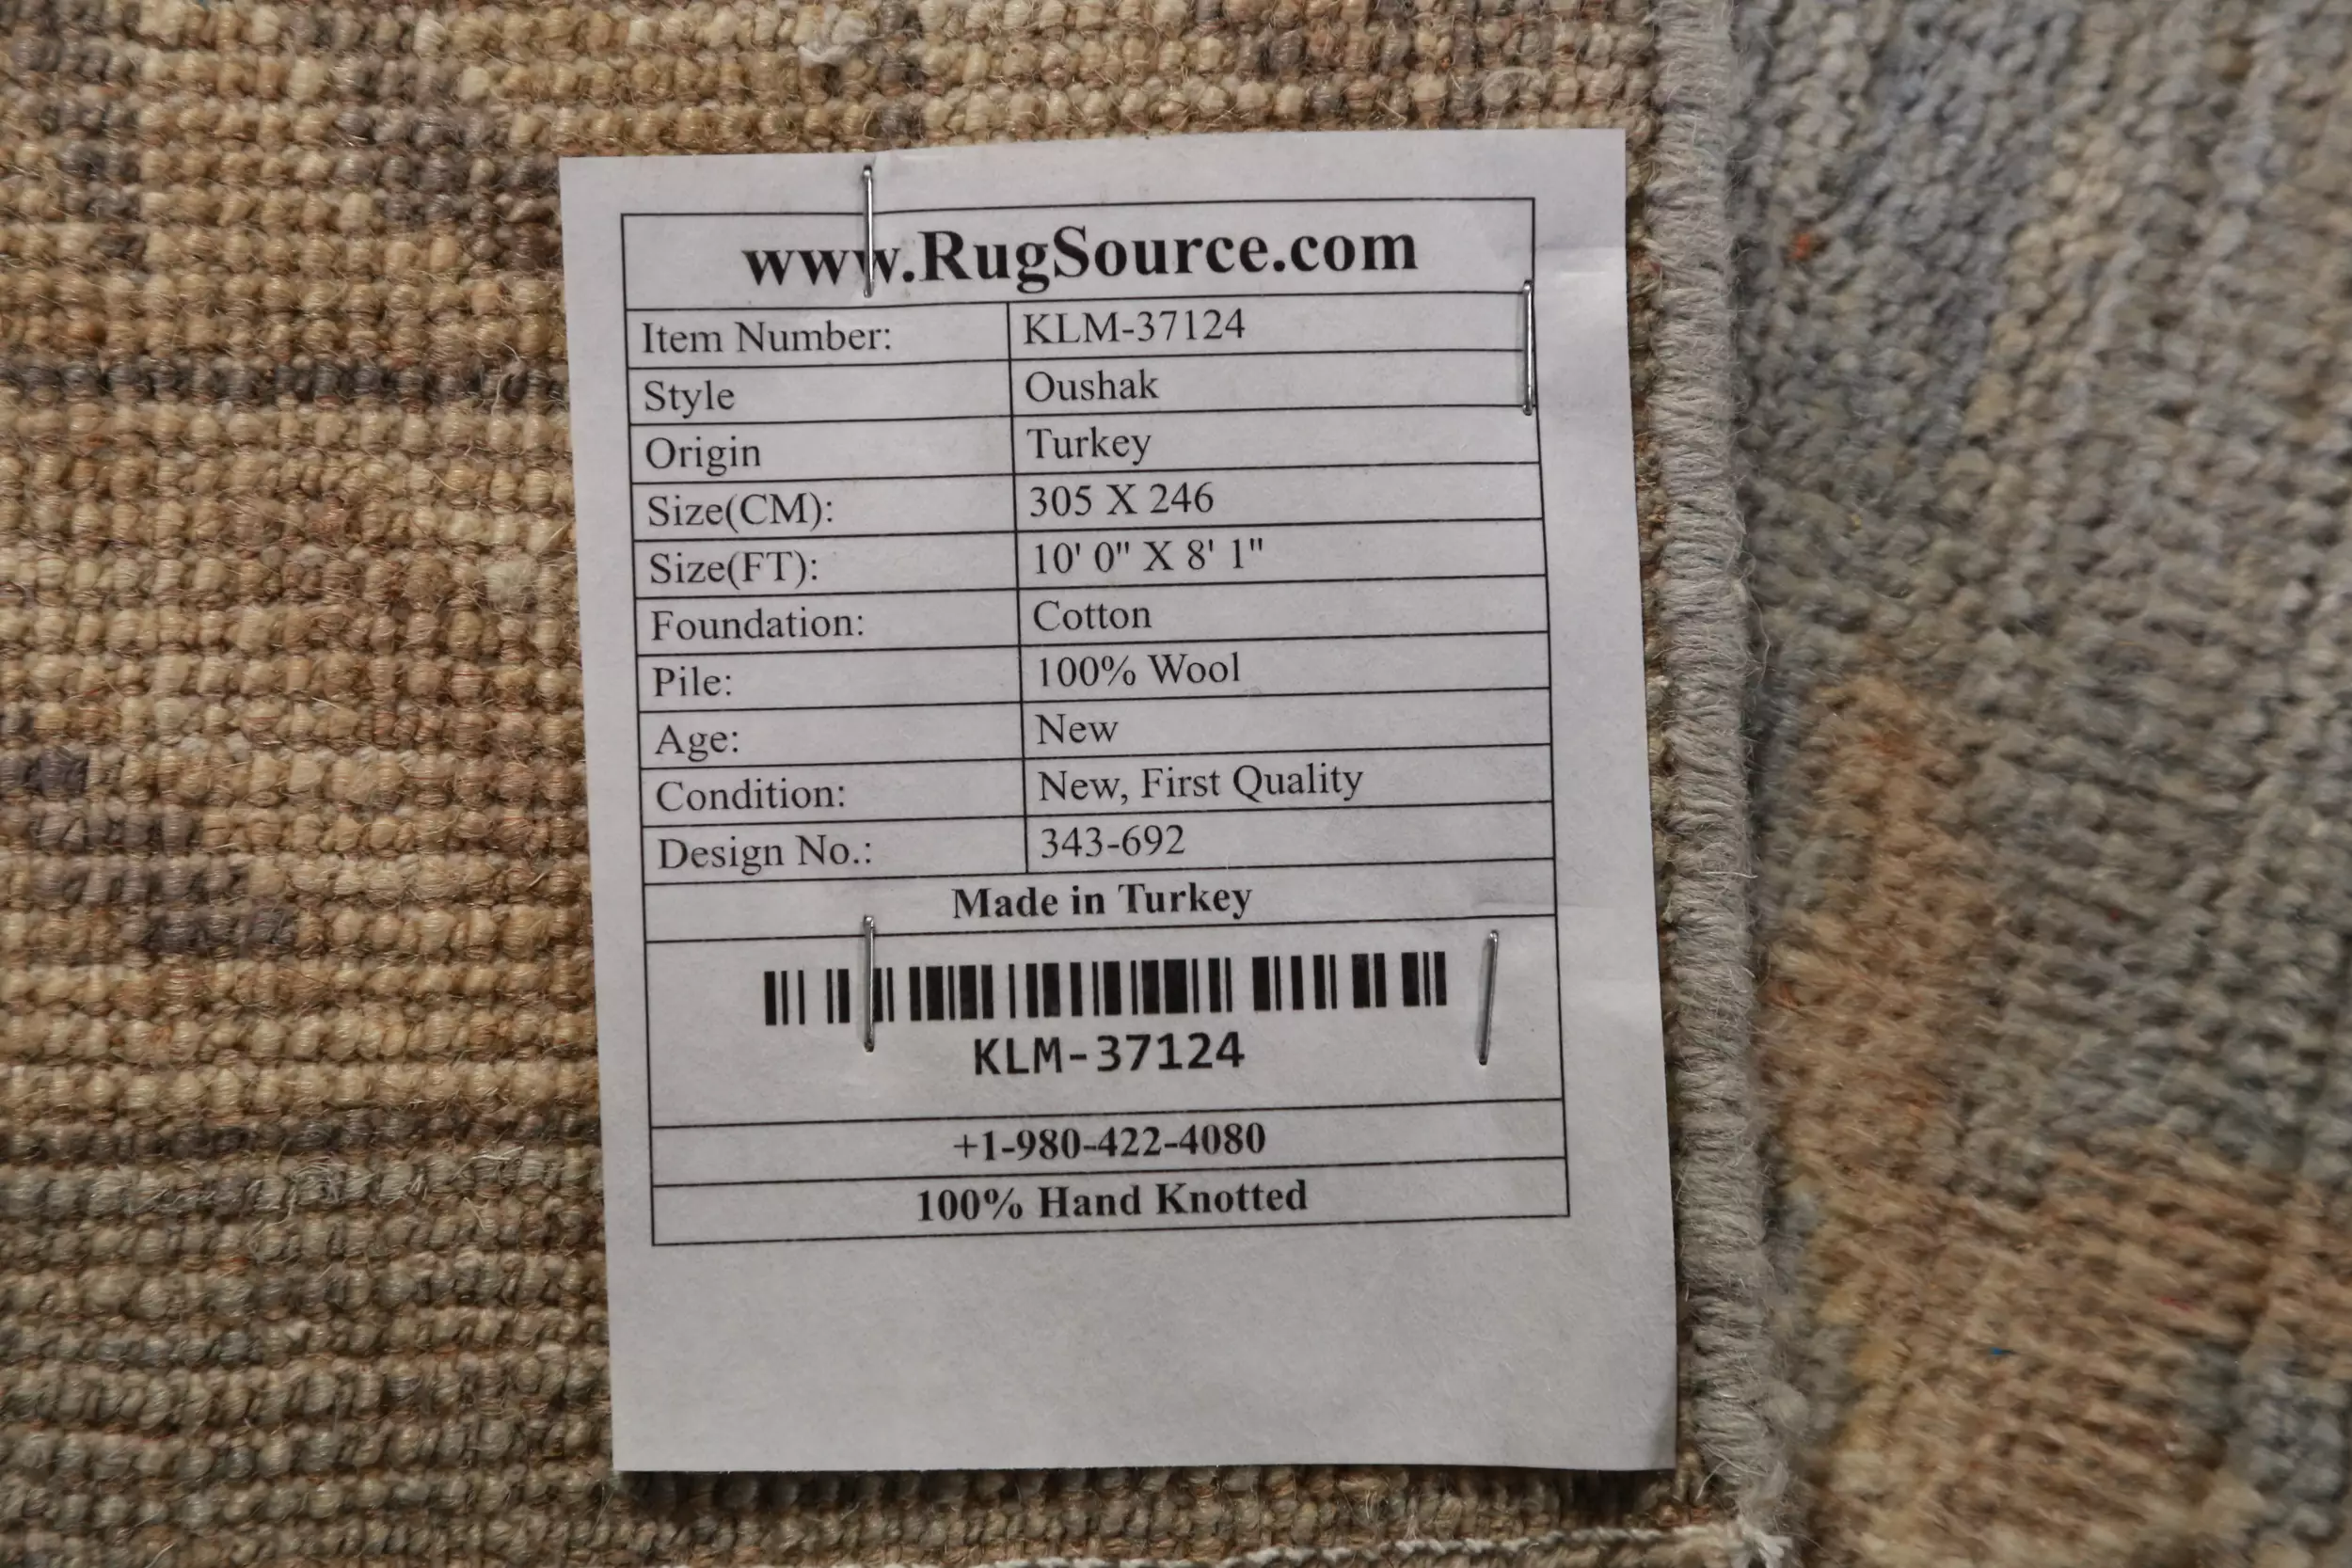 www.RugSource.com
Item Number: KLM-37124
Style Oushak
Origin Turkey
Size(CM): 305 X 246
Size(FT): 10' 0" X 8' 1"
Foundation: Cotton
Pile: 100% Wool
Age: New
Condition: New, First Quality
Design No.: 343-692
Made in Turkey
KLM-37124
+1-980-422-4080
100% Hand Knotted